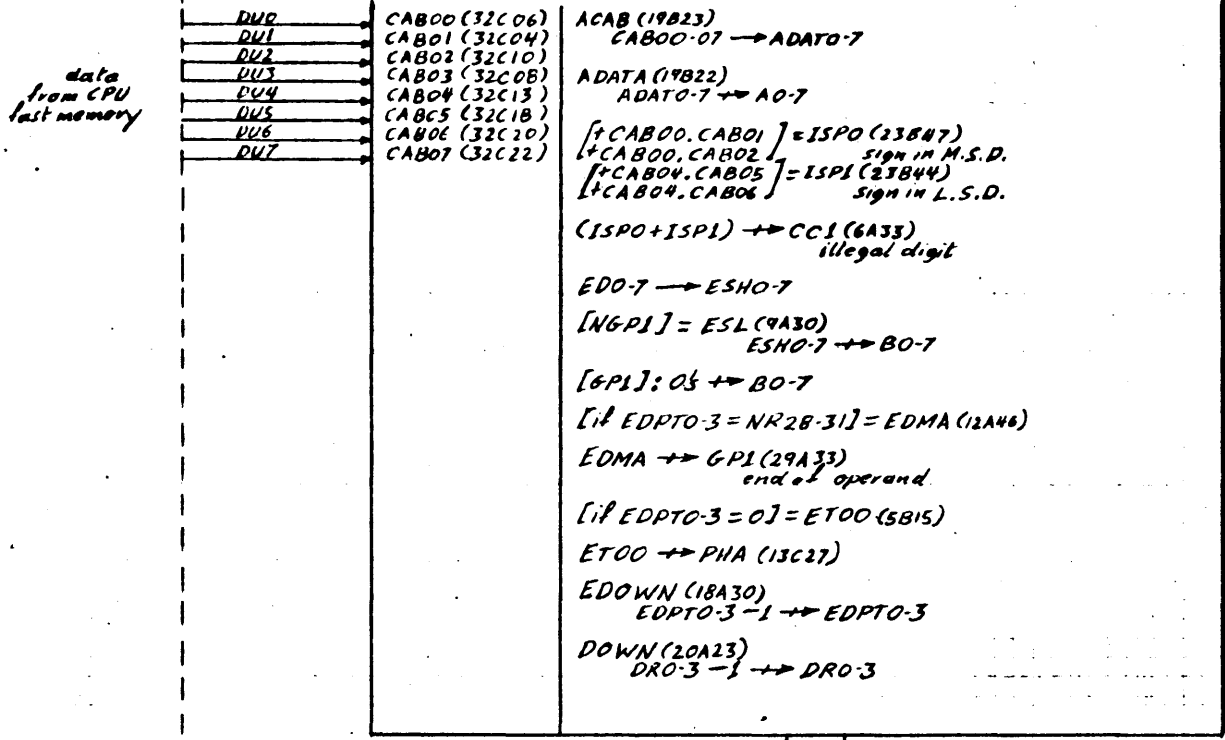 data
from CPU
fast memory
DU0
DU1
DU2
DU3
DU4
DU5
DU6
DU7
CAB00 (32C06)
CAB01 (32C04)
CAB02 (32C10)
CAB03 (32C08)
CAB04 (32C13)
CAB05 (32C18)
CAB06 (32C20)
CAB07 (32C22)
ACAB (19B23)
CAB00-07 → ADAT0-7
ADATA (19B22)
ADAT0-7 ↛ A0-7
[+CAB00.CAB01] = ISP0 (23B47)
[+CAB00.CAB02] sign in M.S.D.
[+CAB04.CAB05] = ISP1 (23B44)
[+CAB04.CAB06] sign in L.S.D.
(ISP0+ISP1) ↛ CC1 (6A33)
illegal digit
ED0-7 → ESH0-7
[NGP1] = ESL (9A30)
ESH0-7 ↛ B0-7
[GP1]: 0's ↛ B0-7
[if EDPT0-3 = NR28-31] = EDMA (12A46)
EDMA ↛ GP1 (29A33)
end of operand
[if EDPT0-3 = 0] = ET00 (5B15)
ET00 ↛ PHA (13C27)
EDOWN (18A30)
EDPT0-3 -1 ↛ EDPT0-3
DOWN (20A23)
DR0-3 -1 ↛ DR0-3